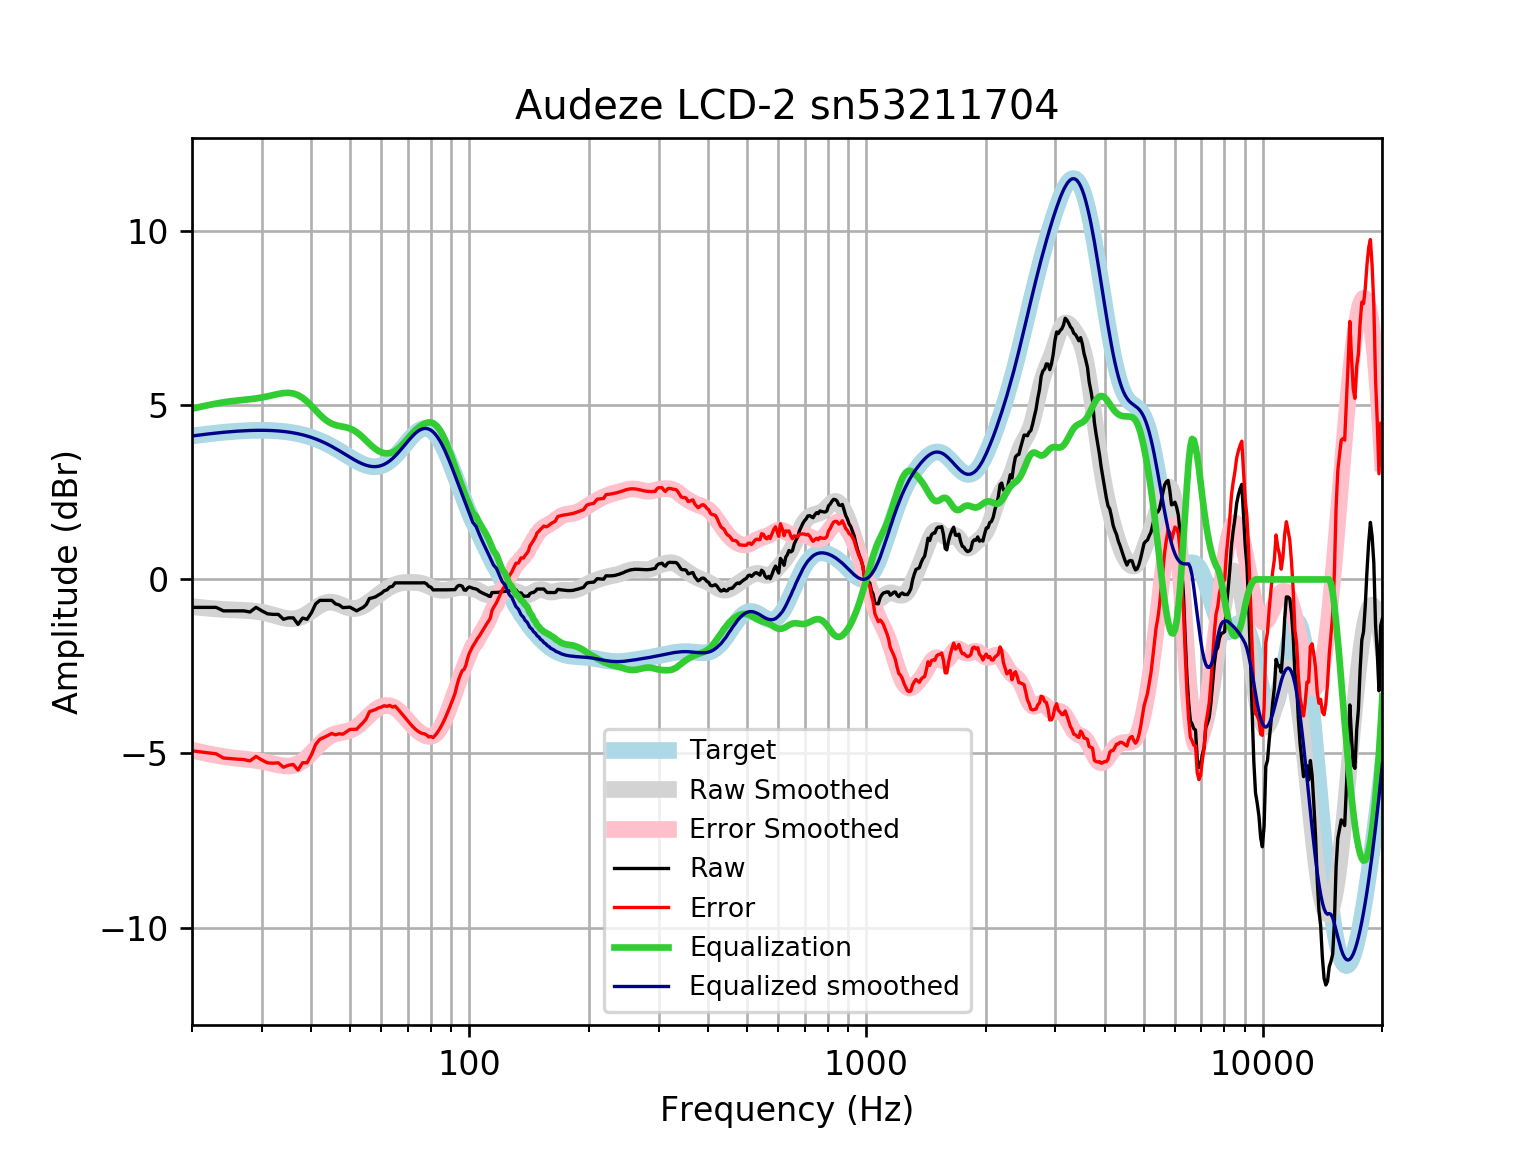 Audeze LCD-2 sn53211704
Amplitude (dBr)
10
5
0
−5
−10
Target
Raw Smoothed
Error Smoothed
Raw
Error
Equalization
Equalized smoothed
100
1000
10000
Frequency (Hz)